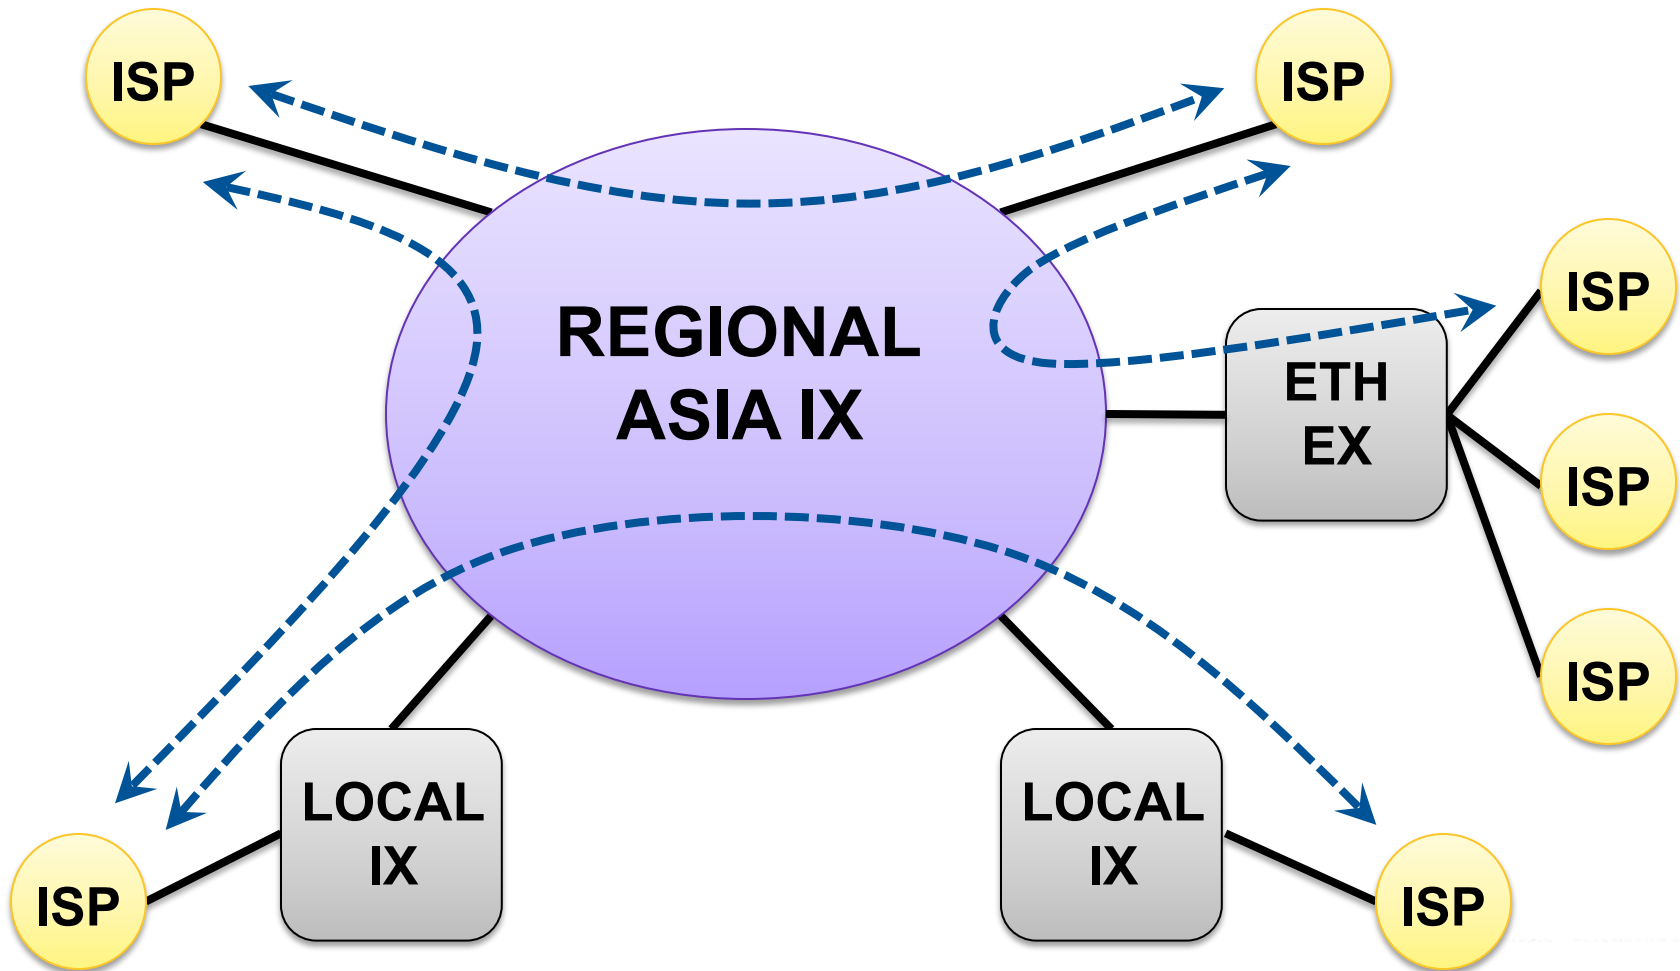 ISP
ISP
ISP
REGIONAL
ASIA IX
ETH
EX
ISP
ISP
LOCAL
IX
LOCAL
IX
ISP
ISP